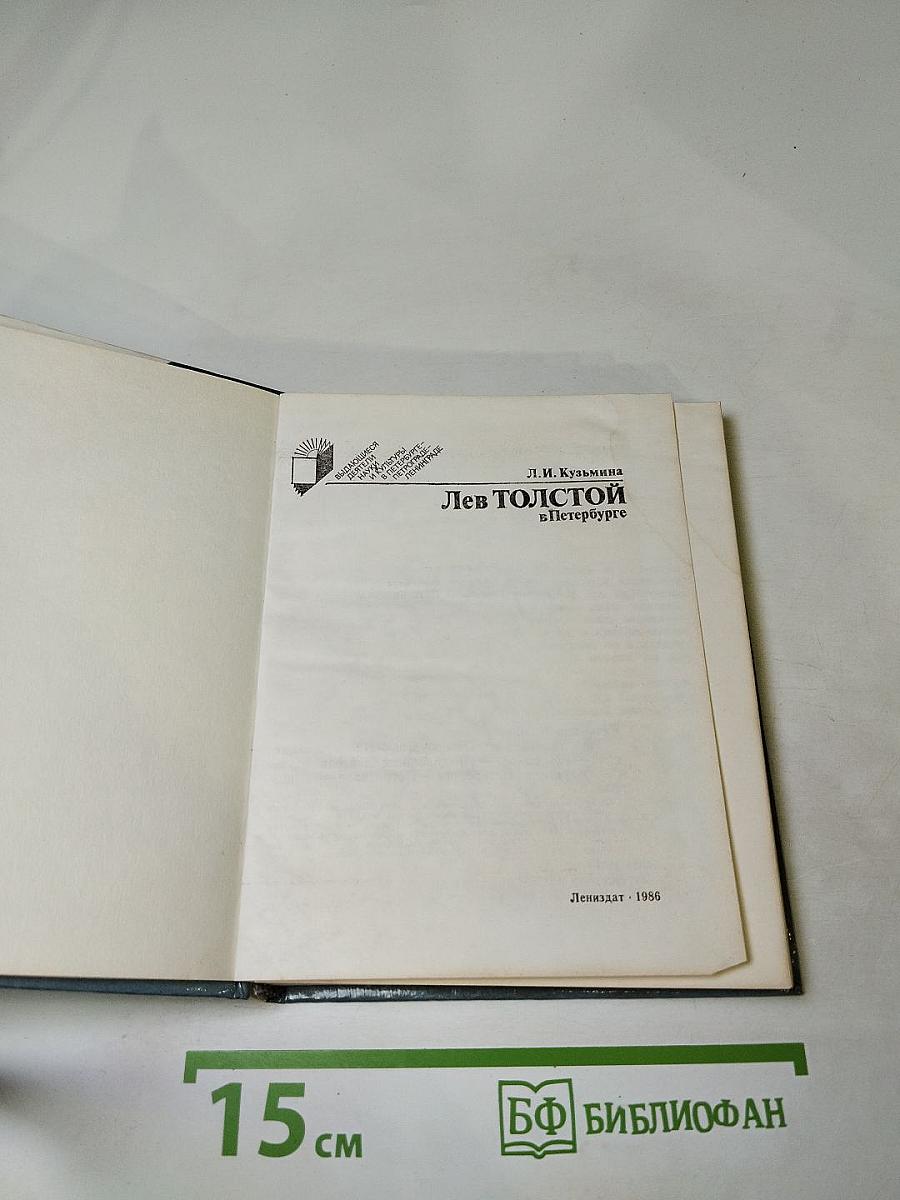 ВЫДАЮЩИЕСЯ
ДЕЯТЕЛИ
НАУКИ
И КУЛЬТУРЫ
В ПЕТЕРБУРГЕ–
ПЕТРОГРАДЕ–
ЛЕНИНГРАДЕ
Л. И. Кузьмина
Лев ТОЛСТОЙ
в Петербурге
Лениздат · 1986
15 см
БФ БИБЛИОФАН